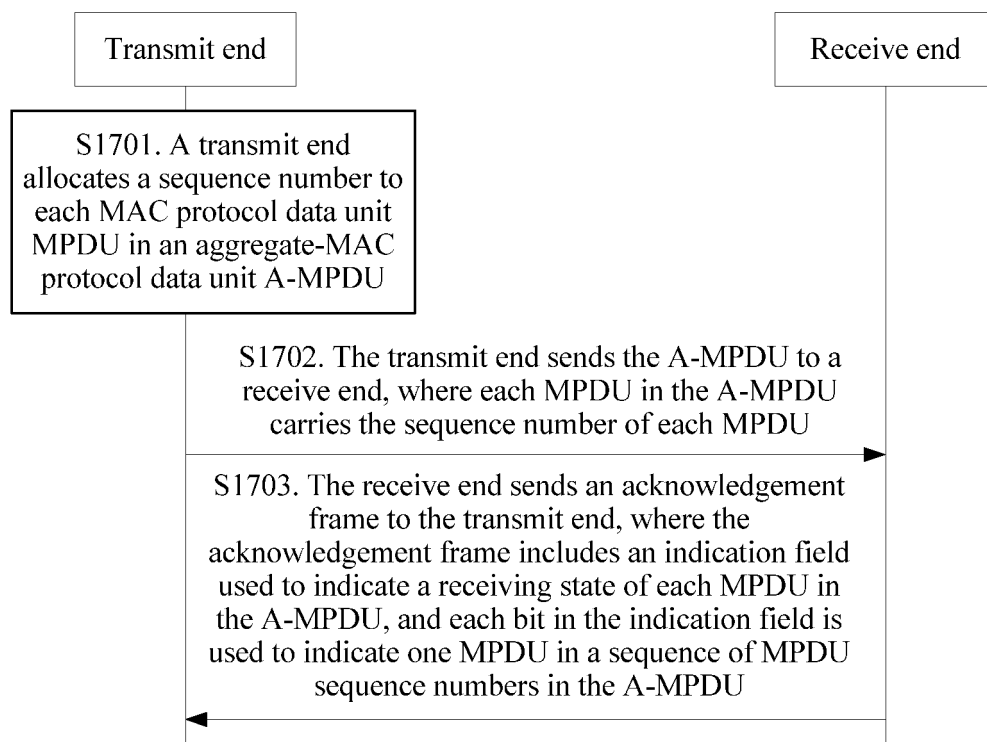 Transmit end
Receive end
S1701. A transmit end
allocates a sequence number to
each MAC protocol data unit
MPDU in an aggregate-MAC
protocol data unit A-MPDU
S1702. The transmit end sends the A-MPDU to a
receive end, where each MPDU in the A-MPDU
carries the sequence number of each MPDU
S1703. The receive end sends an acknowledgement
frame to the transmit end, where the
acknowledgement frame includes an indication field
used to indicate a receiving state of each MPDU in
the A-MPDU, and each bit in the indication field is
used to indicate one MPDU in a sequence of MPDU
sequence numbers in the A-MPDU